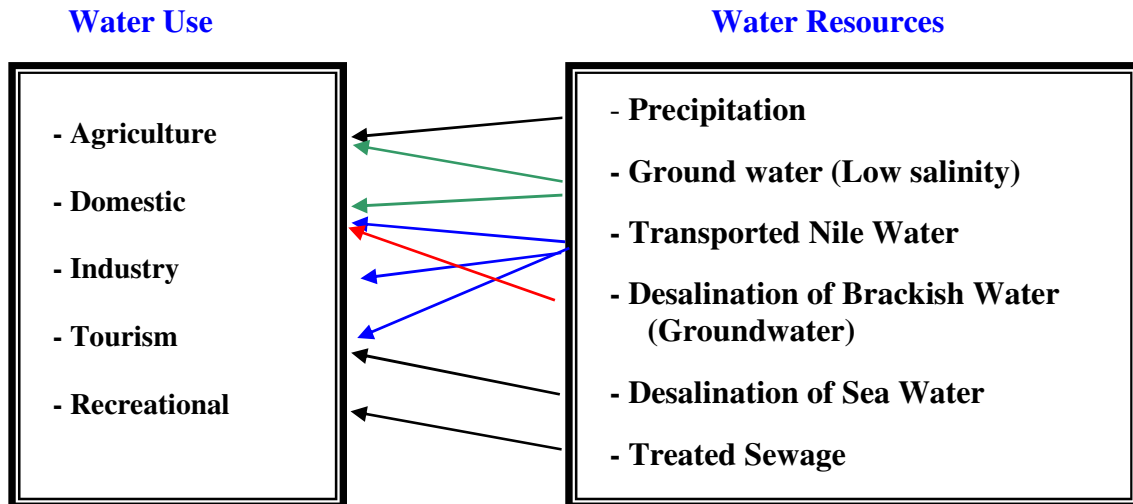 Water Use
- Agriculture
- Domestic
- Industry
- Tourism
- Recreational
Water Resources
- Precipitation
- Ground water (Low salinity)
- Transported Nile Water
- Desalination of Brackish Water
(Groundwater)
- Desalination of Sea Water
- Treated Sewage